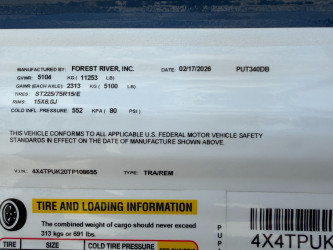 MANUFACTURED BY: FOREST RIVER, INC. DATE: 02/17/2026 PUT340DB
GVWR: 5104 KG ( 11253 LB)
GAWR (EACH AXLE) 2313 KG ( 5100 LB)
TIRES: ST225/75R15/E
RIMS: 15X6.0J
COLD INFL. PRESSURE: 552 KPA ( 80 PSI)
THIS VEHICLE CONFORMS TO ALL APPLICABLE U.S. FEDERAL MOTOR VEHICLE SAFETY
STANDARDS IN EFFECT ON THE DATE OF MANUFACTURE SHOWN ABOVE.
V.I.N. 4X4TPUK20TP108655 TYPE: TRA/REM
TIRE AND LOADING INFORMATION
The combined weight of cargo should never exceed
313 kgs or 691 lbs.
TIRE SIZE COLD TIRE PRESSURE
P
U
P
4X4TPUK